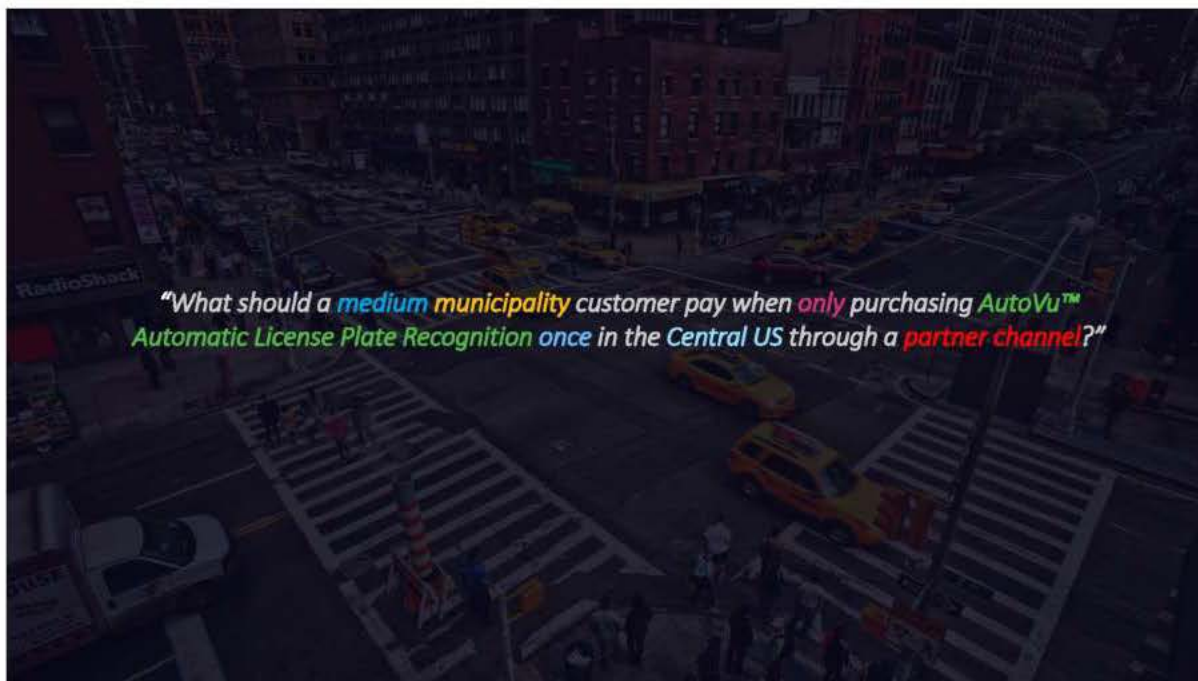 RadioShack
"What should a medium municipality customer pay when only purchasing AutoVu™
Automatic License Plate Recognition once in the Central US through a partner channel?"